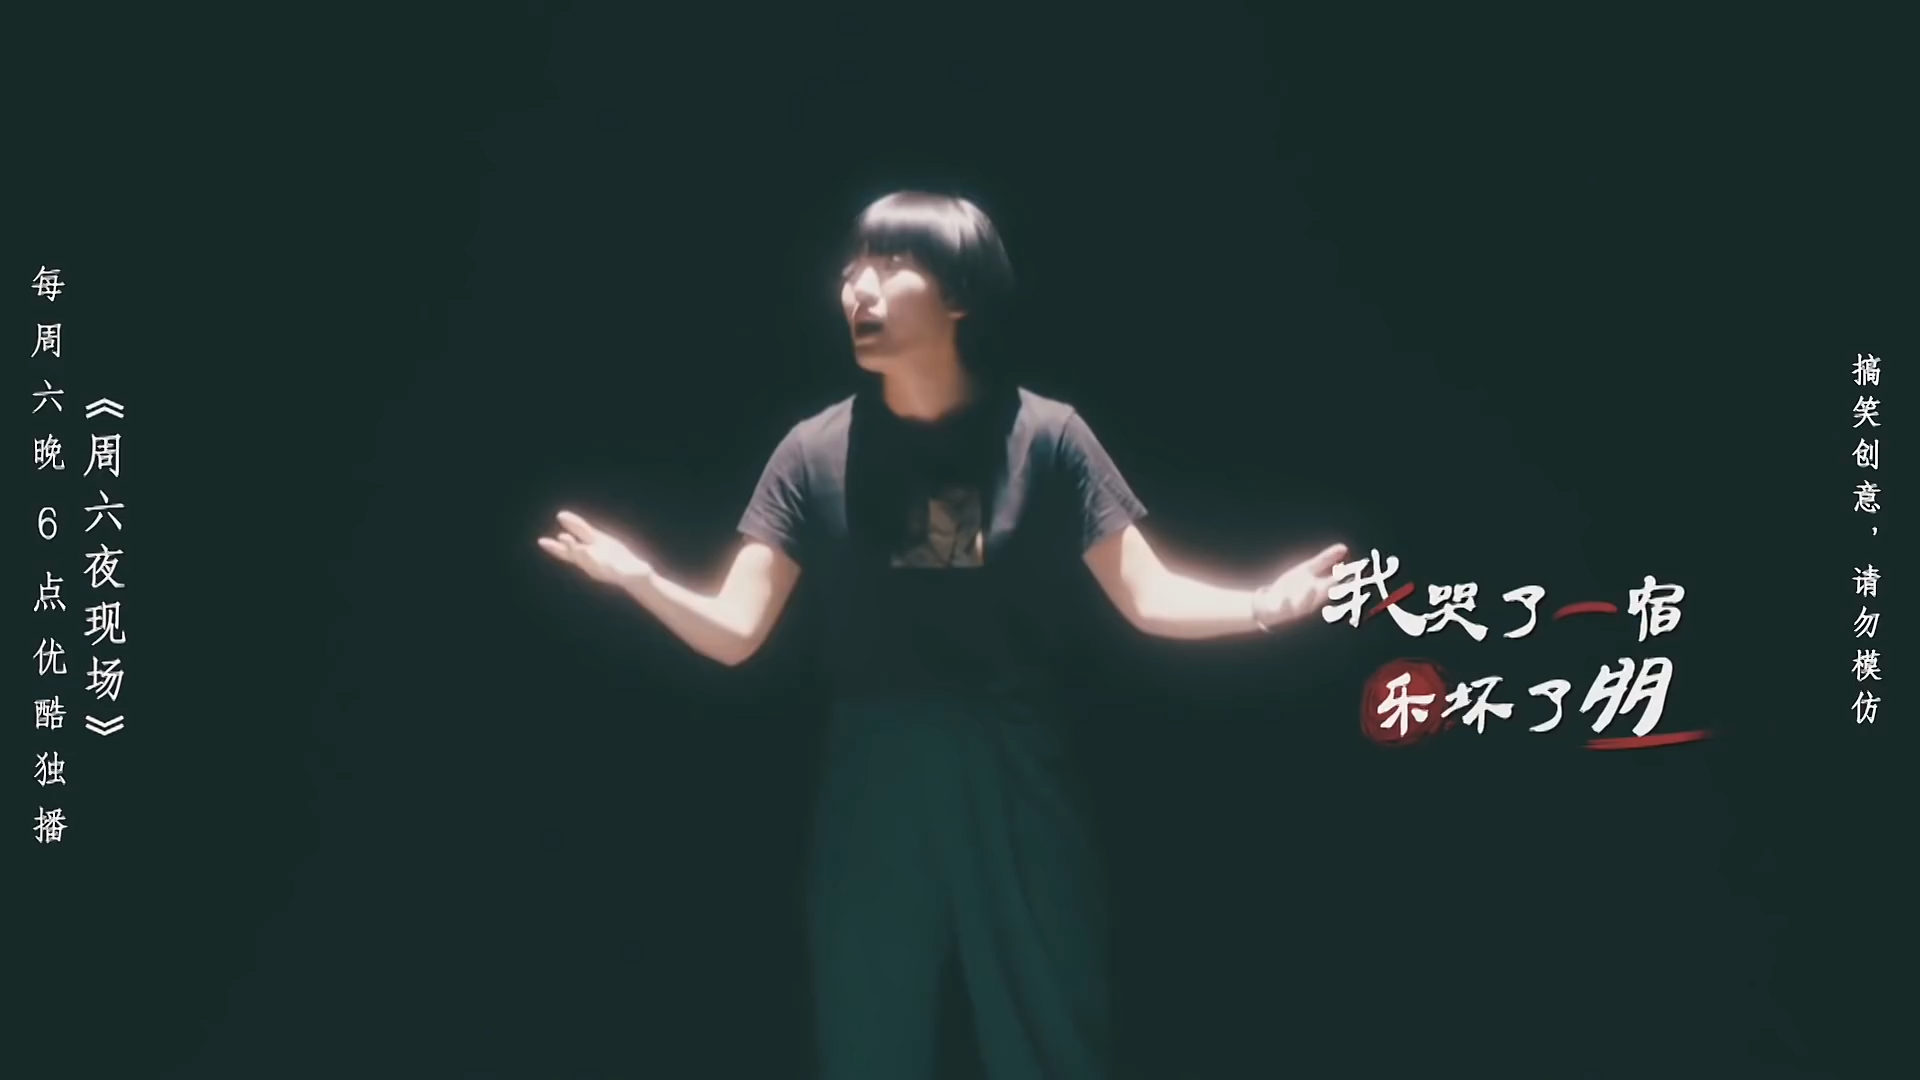 每周六晚6点优酷独播
《周六夜现场》
我哭了一宿
乐坏了朋
搞笑创意，请勿模仿